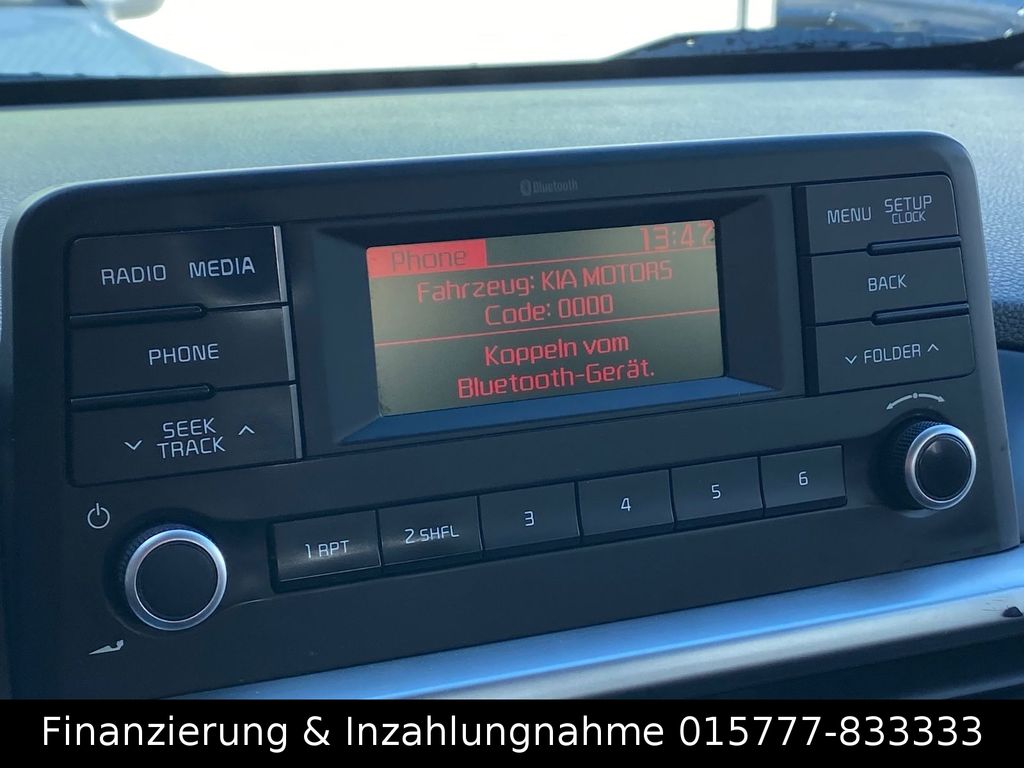 Bluetooth
RADIO MEDIA
PHONE
SEEK
TRACK
Phone 13:47
Fahrzeug: KIA MOTORS
Code: 0000
Koppeln vom
Bluetooth-Gerät.
MENU SETUP
CLOCK
BACK
FOLDER
1 RPT 2 SHFL 3 4 5 6
Finanzierung & Inzahlungnahme 015777-833333